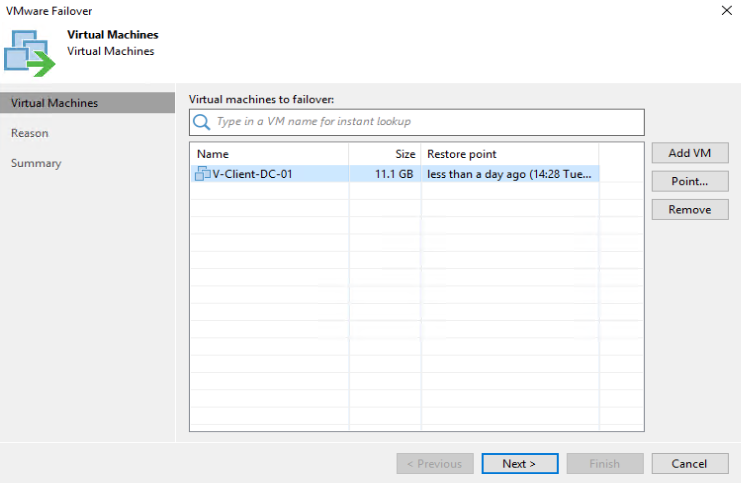 VMware Failover
Virtual Machines
Virtual Machines
Virtual Machines
Reason
Summary
Virtual machines to failover:
Type in a VM name for instant lookup
Name Size Restore point
V-Client-DC-01 11.1 GB less than a day ago (14:28 Tue...
Add VM
Point...
Remove
< Previous Next > Finish Cancel